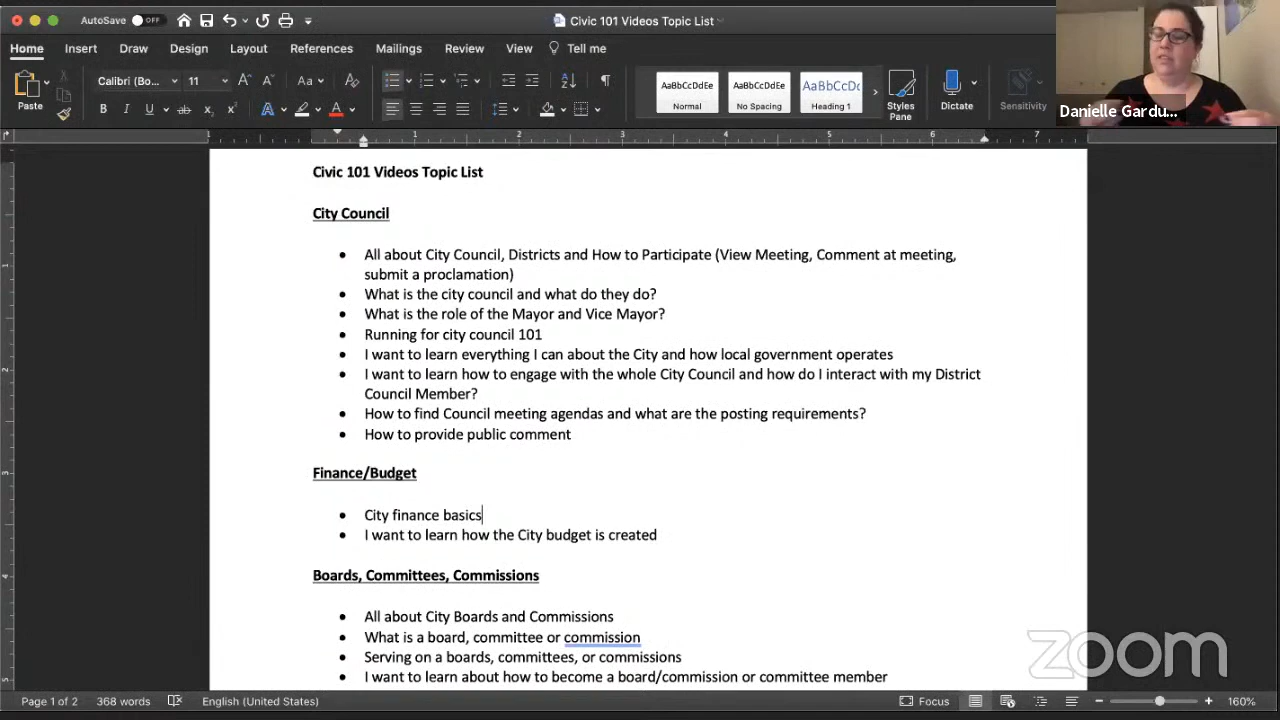 AutoSave OFF
Civic 101 Videos Topic List
Home Insert Draw Design Layout References Mailings Review View Tell me
Paste
Calibri (Bo... 11
AaBbCcDdEe AaBbCcDdEe AaBbCcDc
Normal No Spacing Heading 1
Styles Pane
Dictate
Sensitivity
Danielle Gardu...
1 1 2 3 4 5 6 7
Civic 101 Videos Topic List
City Council
• All about City Council, Districts and How to Participate (View Meeting, Comment at meeting,
submit a proclamation)
• What is the city council and what do they do?
• What is the role of the Mayor and Vice Mayor?
• Running for city council 101
• I want to learn everything I can about the City and how local government operates
• I want to learn how to engage with the whole City Council and how do I interact with my District
Council Member?
• How to find Council meeting agendas and what are the posting requirements?
• How to provide public comment
Finance/Budget
• City finance basics
• I want to learn how the City budget is created
Boards, Committees, Commissions
• All about City Boards and Commissions
• What is a board, committee or commission
• Serving on a boards, committees, or commissions
• I want to learn about how to become a board/commission or committee member
zoom
Page 1 of 2 368 words English (United States) Focus 160%